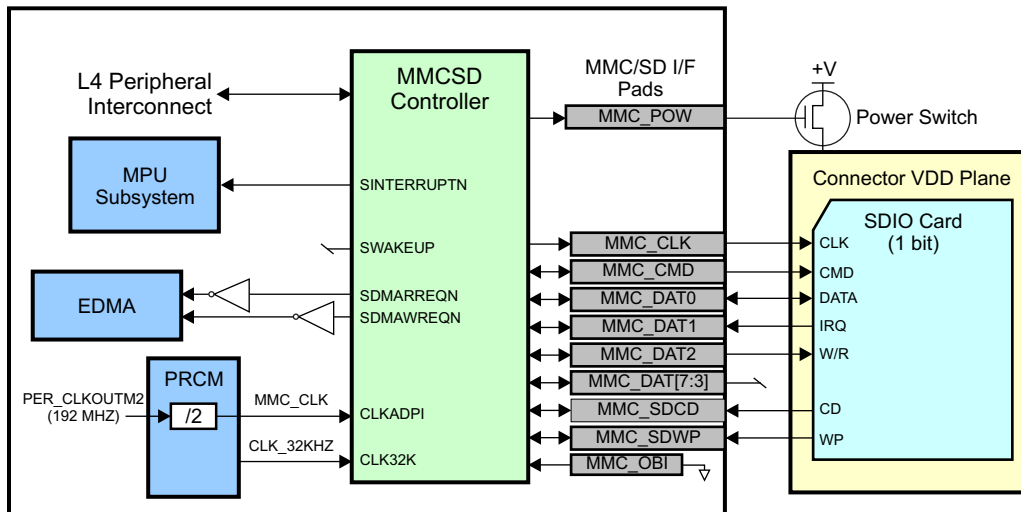 L4 Peripheral
Interconnect
MPU
Subsystem
EDMA
PRCM
PER_CLKOUTM2
(192 MHZ)
/2
MMC_CLK
CLK_32KHZ
MMCSD
Controller
SINTERRUPTN
SWAKEUP
SDMARREQN
SDMAWREQN
CLKADPI
CLK32K
MMC/SD I/F
Pads
MMC_POW
MMC_CLK
MMC_CMD
MMC_DAT0
MMC_DAT1
MMC_DAT2
MMC_DAT[7:3]
MMC_SDCD
MMC_SDWP
MMC_OBI
+V
Power Switch
Connector VDD Plane
SDIO Card
(1 bit)
CLK
CMD
DATA
IRQ
W/R
CD
WP